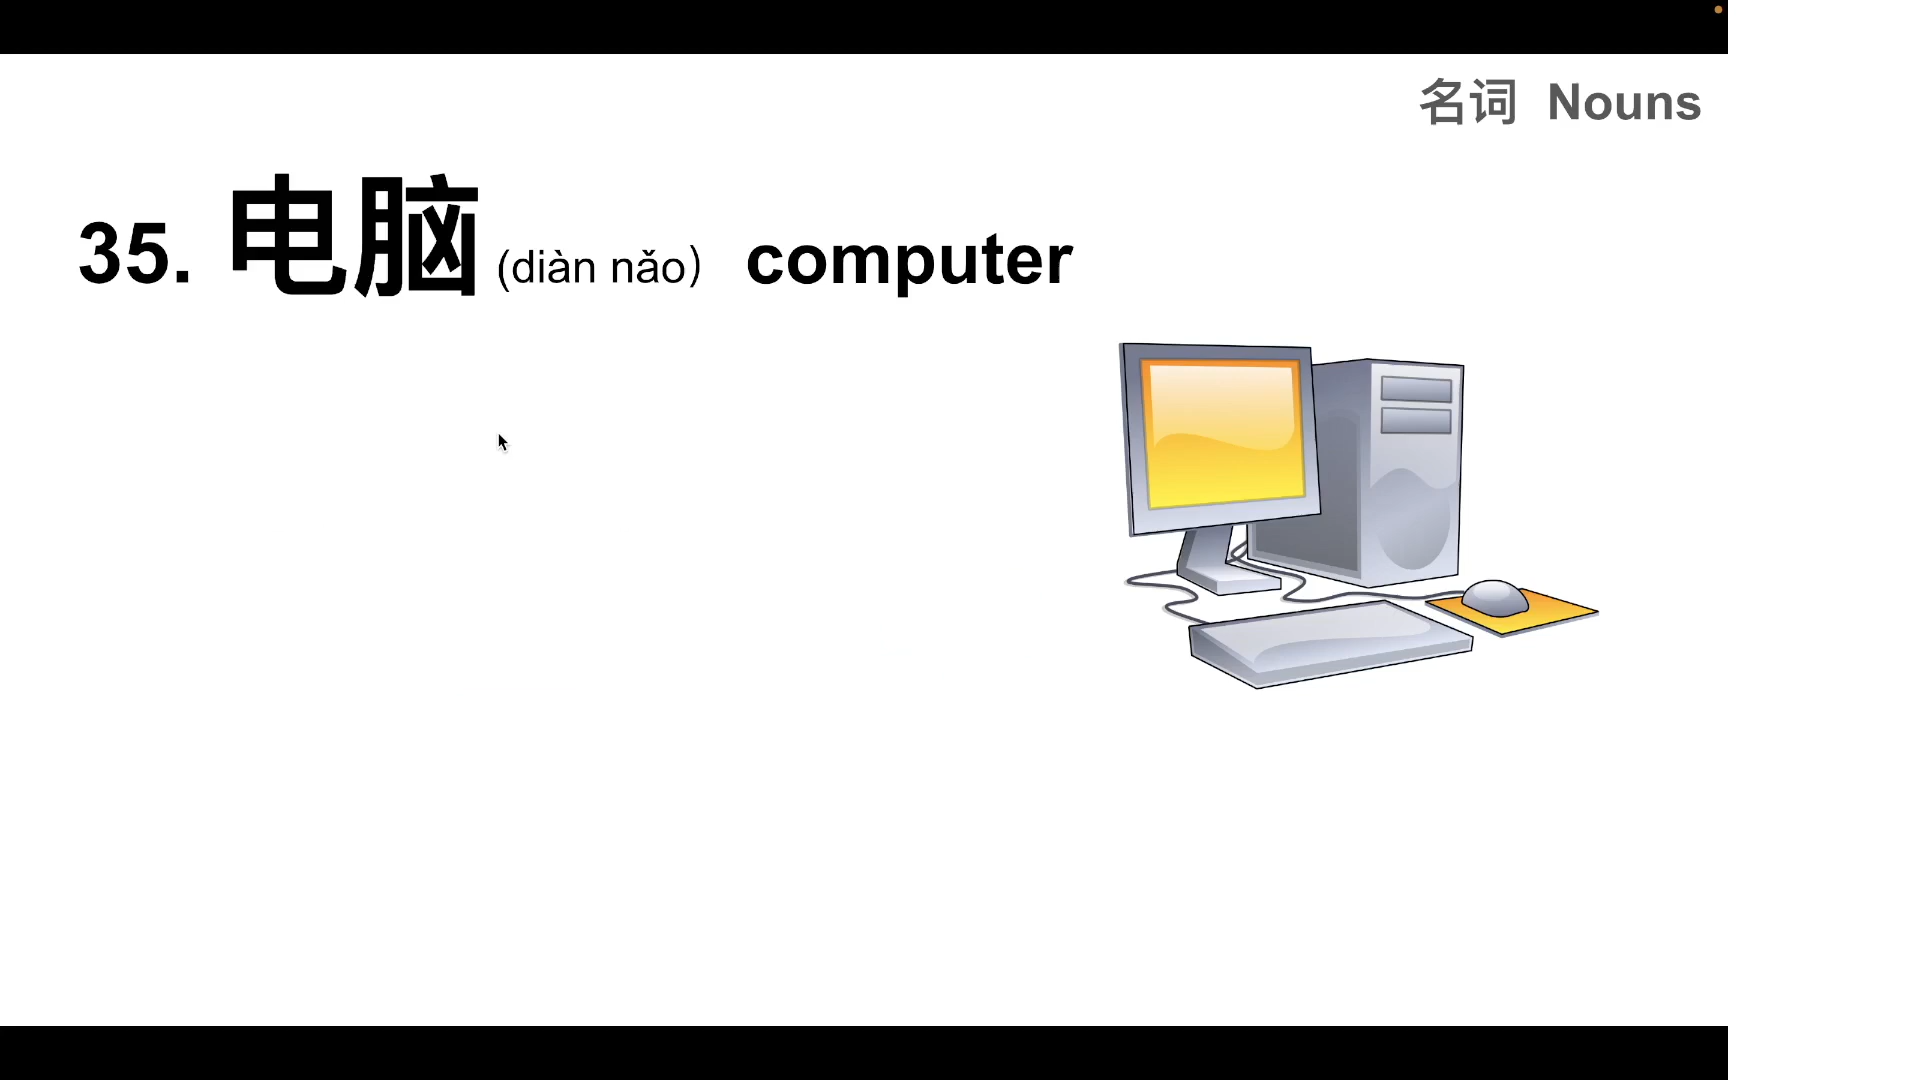 名词 Nouns
35. 电脑 (diàn nǎo） computer